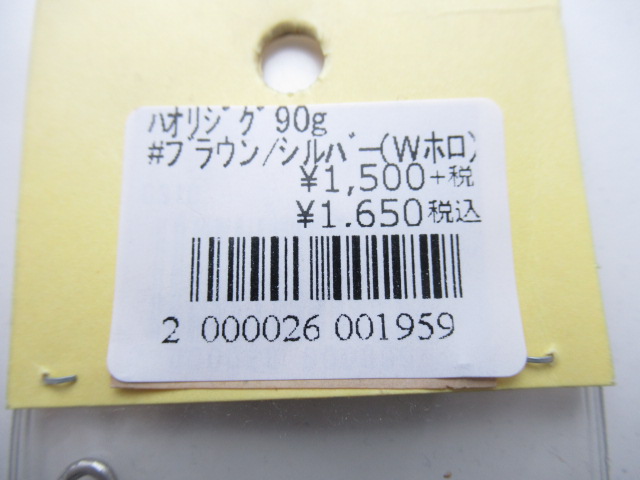 ﾊオリジグ 90g
#ブラウン/シルバー(Wホロ)
¥1,500+税
¥1,650税込
2 000026 001959